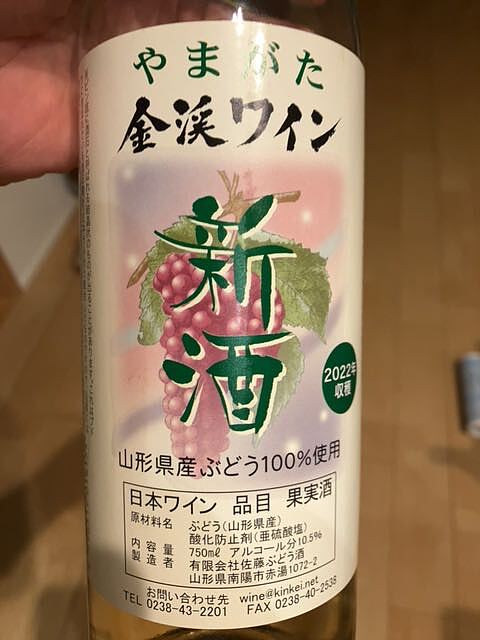 やまがた
金渓ワイン
新酒
2022年
収穫
山形県産ぶどう100%使用
日本ワイン 品目 果実酒
原材料名 ぶどう(山形県産)
酸化防止剤(亜硫酸塩)
内容量 750mℓ アルコール分10.5%
製造者 有限会社佐藤ぶどう酒
山形県南陽市赤湯1072-2
お問い合わせ先 wine@kinkei.net
TEL 0238-43-2201 FAX 0238-40-2538